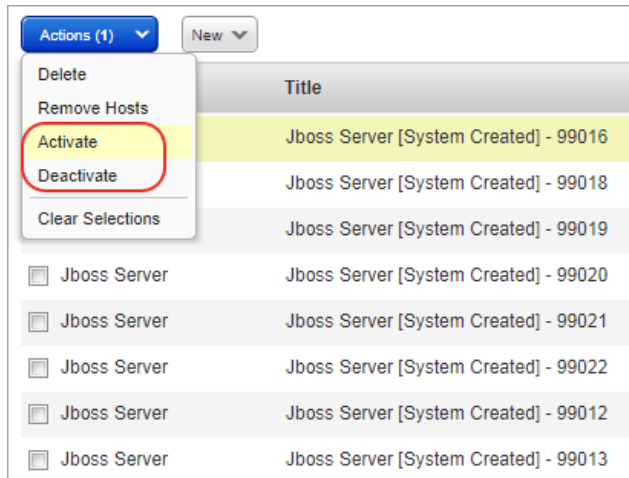 Actions (1) New
Delete
Remove Hosts
Activate
Deactivate
Clear Selections
Title
Jboss Server [System Created] - 99016
Jboss Server [System Created] - 99018
Jboss Server [System Created] - 99019
Jboss Server Jboss Server [System Created] - 99020
Jboss Server Jboss Server [System Created] - 99021
Jboss Server Jboss Server [System Created] - 99022
Jboss Server Jboss Server [System Created] - 99012
Jboss Server Jboss Server [System Created] - 99013